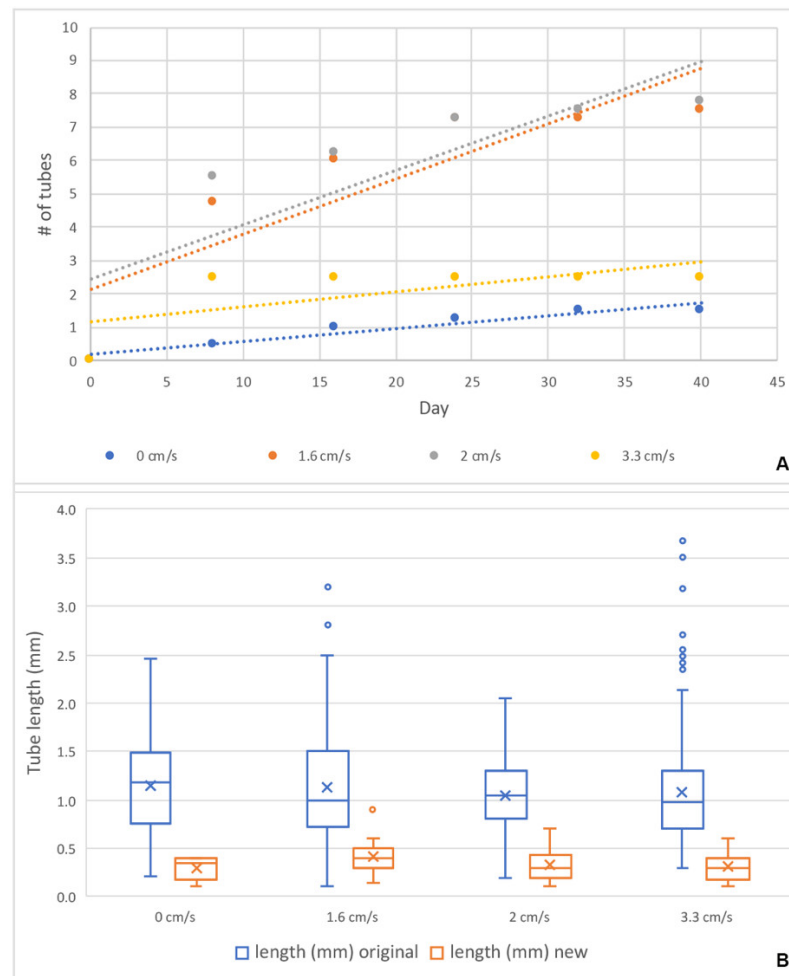 10
9
8
7
6
5
4
3
2
1
0
# of tubes
0 5 10 15 20 25 30 35 40 45
Day
0 cm/s 1.6 cm/s 2 cm/s 3.3 cm/s
A
4.0
3.5
3.0
2.5
2.0
1.5
1.0
0.5
0.0
Tube length (mm)
0 cm/s 1.6 cm/s 2 cm/s 3.3 cm/s
length (mm) original length (mm) new
B